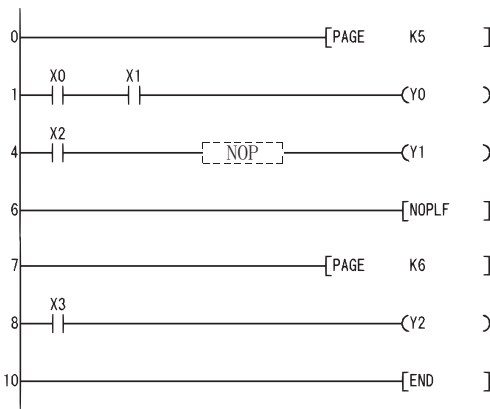 0 PAGE K5
X0 X1
1 Y0
X2
4 NOP Y1
6 NOPLF
7 PAGE K6
X3
8 Y2
10 END